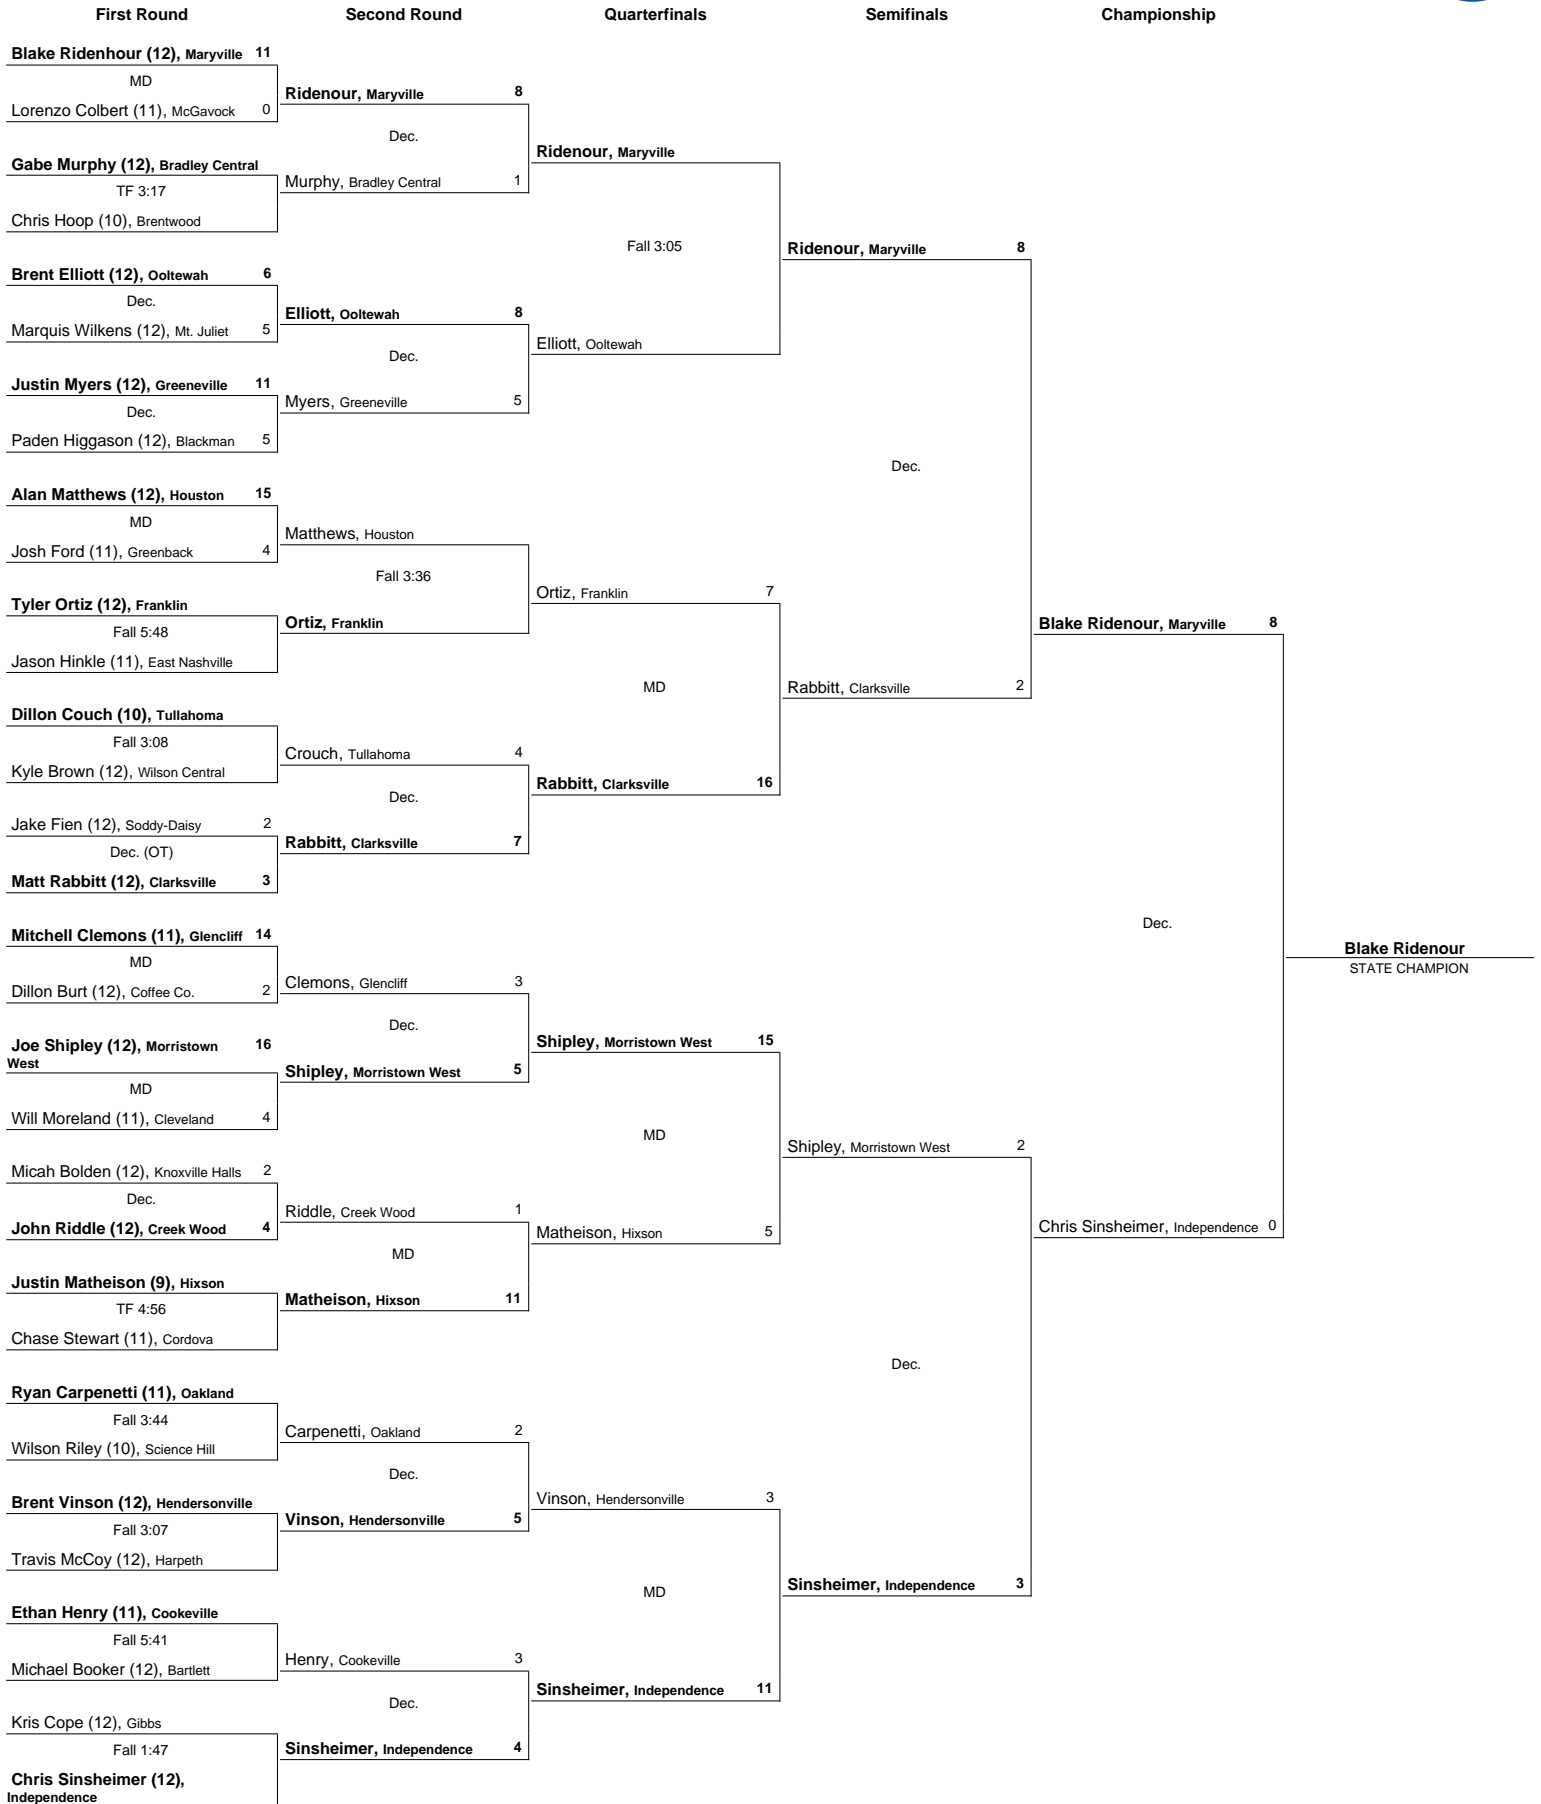 First Round Second Round Quarterfinals Semifinals Championship
Blake Ridenhour (12), Maryville 11
MD
Lorenzo Colbert (11), McGavock 0
Gabe Murphy (12), Bradley Central
TF 3:17
Chris Hoop (10), Brentwood
Brent Elliott (12), Ooltewah 6
Dec.
Marquis Wilkens (12), Mt. Juliet 5
Justin Myers (12), Greeneville 11
Dec.
Paden Higgason (12), Blackman 5
Alan Matthews (12), Houston 15
MD
Josh Ford (11), Greenback 4
Tyler Ortiz (12), Franklin
Fall 5:48
Jason Hinkle (11), East Nashville
Dillon Couch (10), Tullahoma
Fall 3:08
Kyle Brown (12), Wilson Central
Jake Fien (12), Soddy-Daisy 2
Dec. (OT)
Matt Rabbitt (12), Clarksville 3
Mitchell Clemons (11), Glencliff 14
MD
Dillon Burt (12), Coffee Co. 2
Joe Shipley (12), Morristown 16
West
MD
Will Moreland (11), Cleveland 4
Micah Bolden (12), Knoxville Halls 2
Dec.
John Riddle (12), Creek Wood 4
Justin Matheison (9), Hixson
TF 4:56
Chase Stewart (11), Cordova
Ryan Carpenetti (11), Oakland
Fall 3:44
Wilson Riley (10), Science Hill
Brent Vinson (12), Hendersonville
Fall 3:07
Travis McCoy (12), Harpeth
Ethan Henry (11), Cookeville
Fall 5:41
Michael Booker (12), Bartlett
Kris Cope (12), Gibbs
Fall 1:47
Chris Sinsheimer (12),
Independence
Ridenour, Maryville 8
Dec.
Murphy, Bradley Central 1
Elliott, Ooltewah 8
Dec.
Myers, Greeneville 5
Matthews, Houston
Fall 3:36
Ortiz, Franklin
Crouch, Tullahoma 4
Dec.
Rabbitt, Clarksville 7
Clemons, Glencliff 3
Dec.
Shipley, Morristown West 5
Riddle, Creek Wood 1
MD
Matheison, Hixson 11
Carpenetti, Oakland 2
Dec.
Vinson, Hendersonville 5
Henry, Cookeville 3
Dec.
Sinsheimer, Independence 4
Ridenour, Maryville
Fall 3:05
Elliott, Ooltewah
Ortiz, Franklin 7
MD
Rabbitt, Clarksville 16
Shipley, Morristown West 15
MD
Matheison, Hixson 5
Vinson, Hendersonville 3
MD
Sinsheimer, Independence 11
Ridenour, Maryville 8
Dec.
Rabbitt, Clarksville 2
Shipley, Morristown West 2
Dec.
Sinsheimer, Independence 3
Blake Ridenour, Maryville 8
Dec.
Chris Sinsheimer, Independence 0
Blake Ridenour
STATE CHAMPION